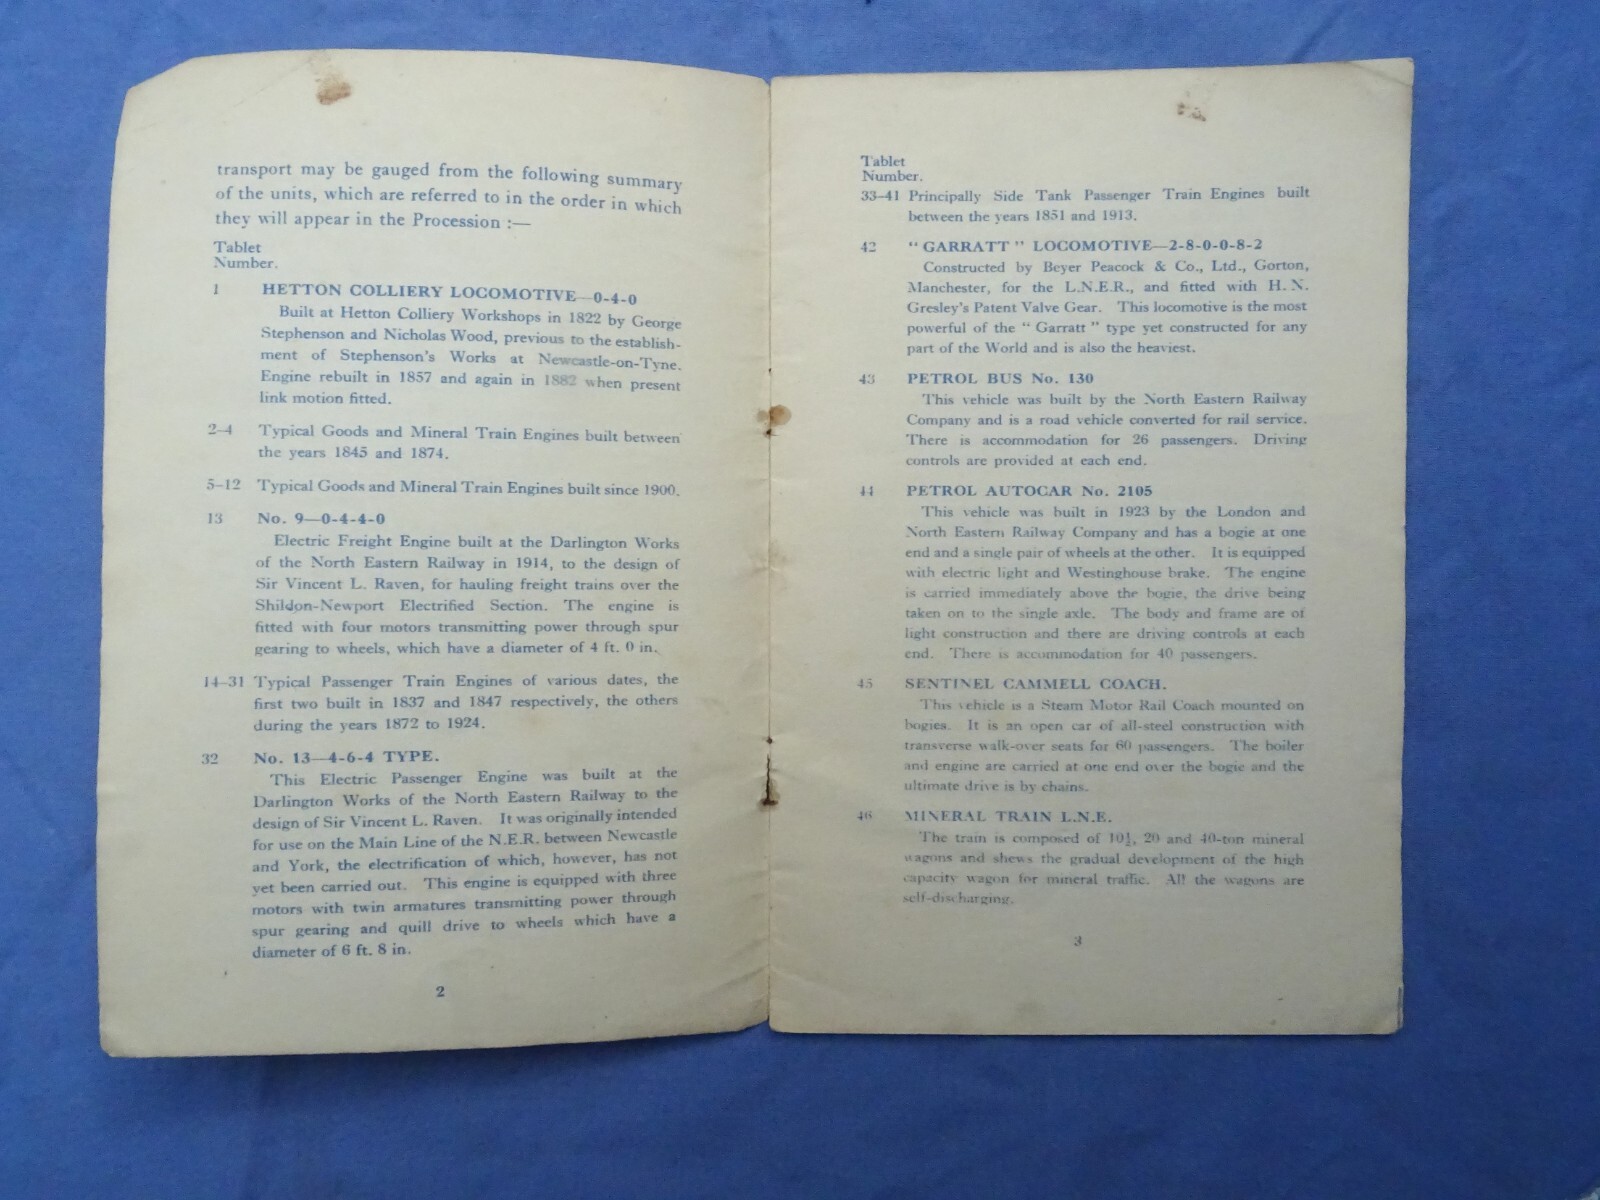 transport may be gauged from the following summary
of the units, which are referred to in the order in which
they will appear in the Procession :—
Tablet
Number.
1 HETTON COLLIERY LOCOMOTIVE—0-4-0
Built at Hetton Colliery Workshops in 1822 by George
Stephenson and Nicholas Wood, previous to the establish-
ment of Stephenson's Works at Newcastle-on-Tyne.
Engine rebuilt in 1857 and again in 1882 when present
link motion fitted.
2–4 Typical Goods and Mineral Train Engines built between
the years 1845 and 1874.
5–12 Typical Goods and Mineral Train Engines built since 1900.
13 No. 9—0-4-4-0
Electric Freight Engine built at the Darlington Works
of the North Eastern Railway in 1914, to the design of
Sir Vincent L. Raven, for hauling freight trains over the
Shildon-Newport Electrified Section. The engine is
fitted with four motors transmitting power through spur
gearing to wheels, which have a diameter of 4 ft. 0 in.
14–31 Typical Passenger Train Engines of various dates, the
first two built in 1837 and 1847 respectively, the others
during the years 1872 to 1924.
32 No. 13—4-6-4 TYPE.
This Electric Passenger Engine was built at the
Darlington Works of the North Eastern Railway to the
design of Sir Vincent L. Raven. It was originally intended
for use on the Main Line of the N.E.R. between Newcastle
and York, the electrification of which, however, has not
yet been carried out. This engine is equipped with three
motors with twin armatures transmitting power through
spur gearing and quill drive to wheels which have a
diameter of 6 ft. 8 in.
2
Tablet
Number.
33–41 Principally Side Tank Passenger Train Engines built
between the years 1851 and 1913.
42 "GARRATT" LOCOMOTIVE—2-8-0-0-8-2
Constructed by Beyer Peacock & Co., Ltd., Gorton,
Manchester, for the L.N.E.R., and fitted with H. N.
Gresley's Patent Valve Gear. This locomotive is the most
powerful of the "Garratt" type yet constructed for any
part of the World and is also the heaviest.
43 PETROL BUS No. 130
This vehicle was built by the North Eastern Railway
Company and is a road vehicle converted for rail service.
There is accommodation for 26 passengers. Driving
controls are provided at each end.
44 PETROL AUTOCAR No. 2105
This vehicle was built in 1923 by the London and
North Eastern Railway Company and has a bogie at one
end and a single pair of wheels at the other. It is equipped
with electric light and Westinghouse brake. The engine
is carried immediately above the bogie, the drive being
taken on to the single axle. The body and frame are of
light construction and there are driving controls at each
end. There is accommodation for 40 passengers.
45 SENTINEL CAMMELL COACH.
This vehicle is a Steam Motor Rail Coach mounted on
bogies. It is an open car of all-steel construction with
transverse walk-over seats for 60 passengers. The boiler
and engine are carried at one end over the bogie and the
ultimate drive is by chains.
46 MINERAL TRAIN L.N.E.
The train is composed of 10½, 20 and 40-ton mineral
wagons and shews the gradual development of the high
capacity wagon for mineral traffic. All the wagons are
self-discharging.
3